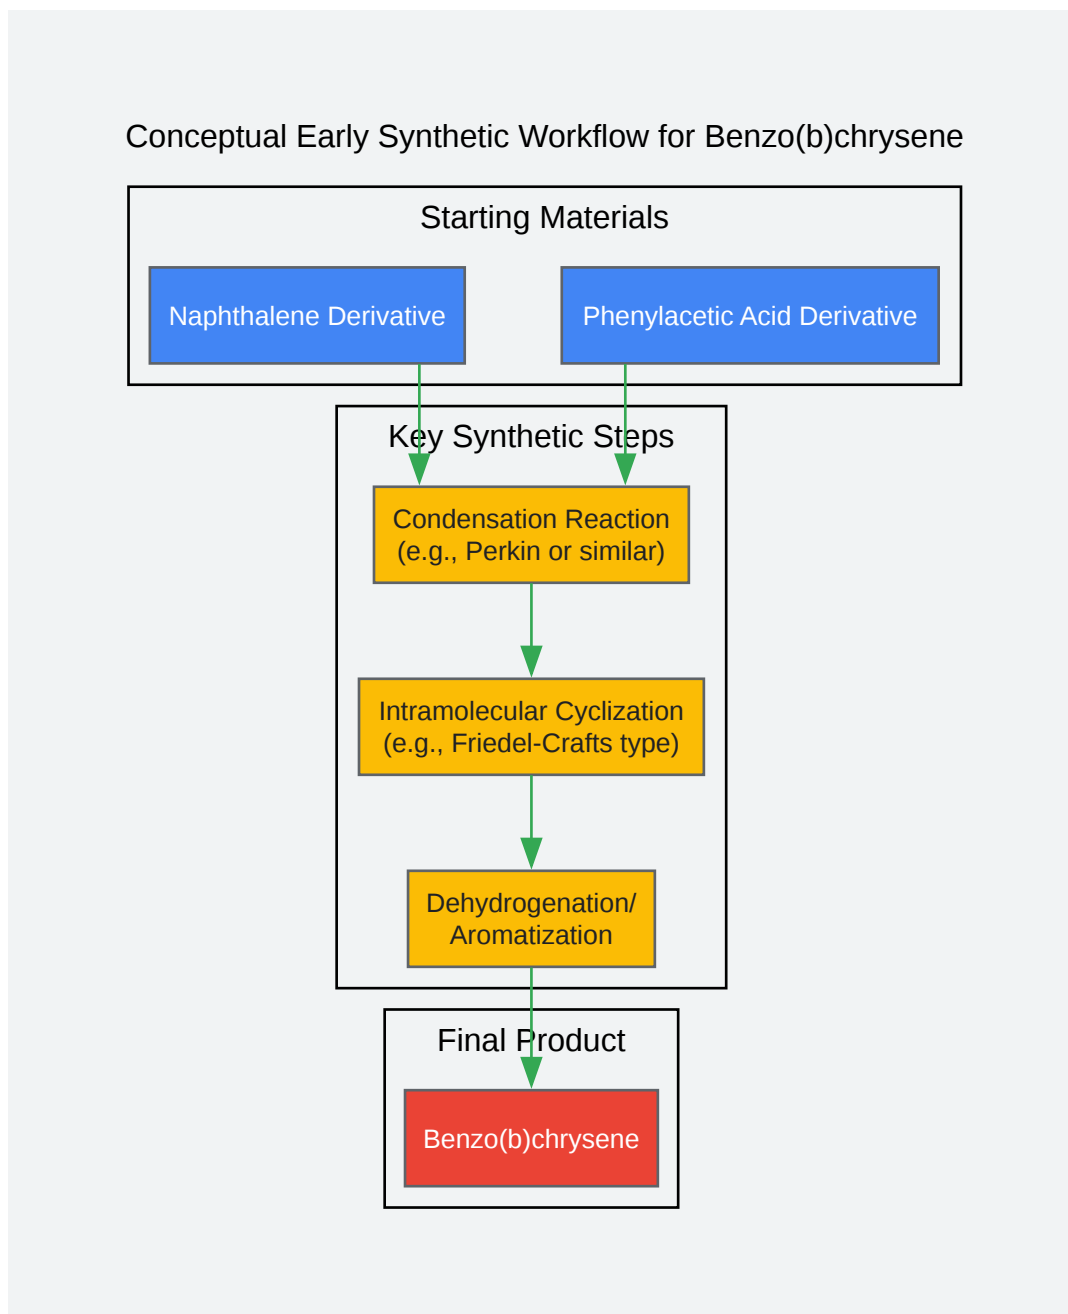 Conceptual Early Synthetic Workflow for Benzo(b)chrysene
Starting Materials
Naphthalene Derivative
Phenylacetic Acid Derivative
Key Synthetic Steps
Condensation Reaction
(e.g., Perkin or similar)
Intramolecular Cyclization
(e.g., Friedel-Crafts type)
Dehydrogenation/
Aromatization
Final Product
Benzo(b)chrysene